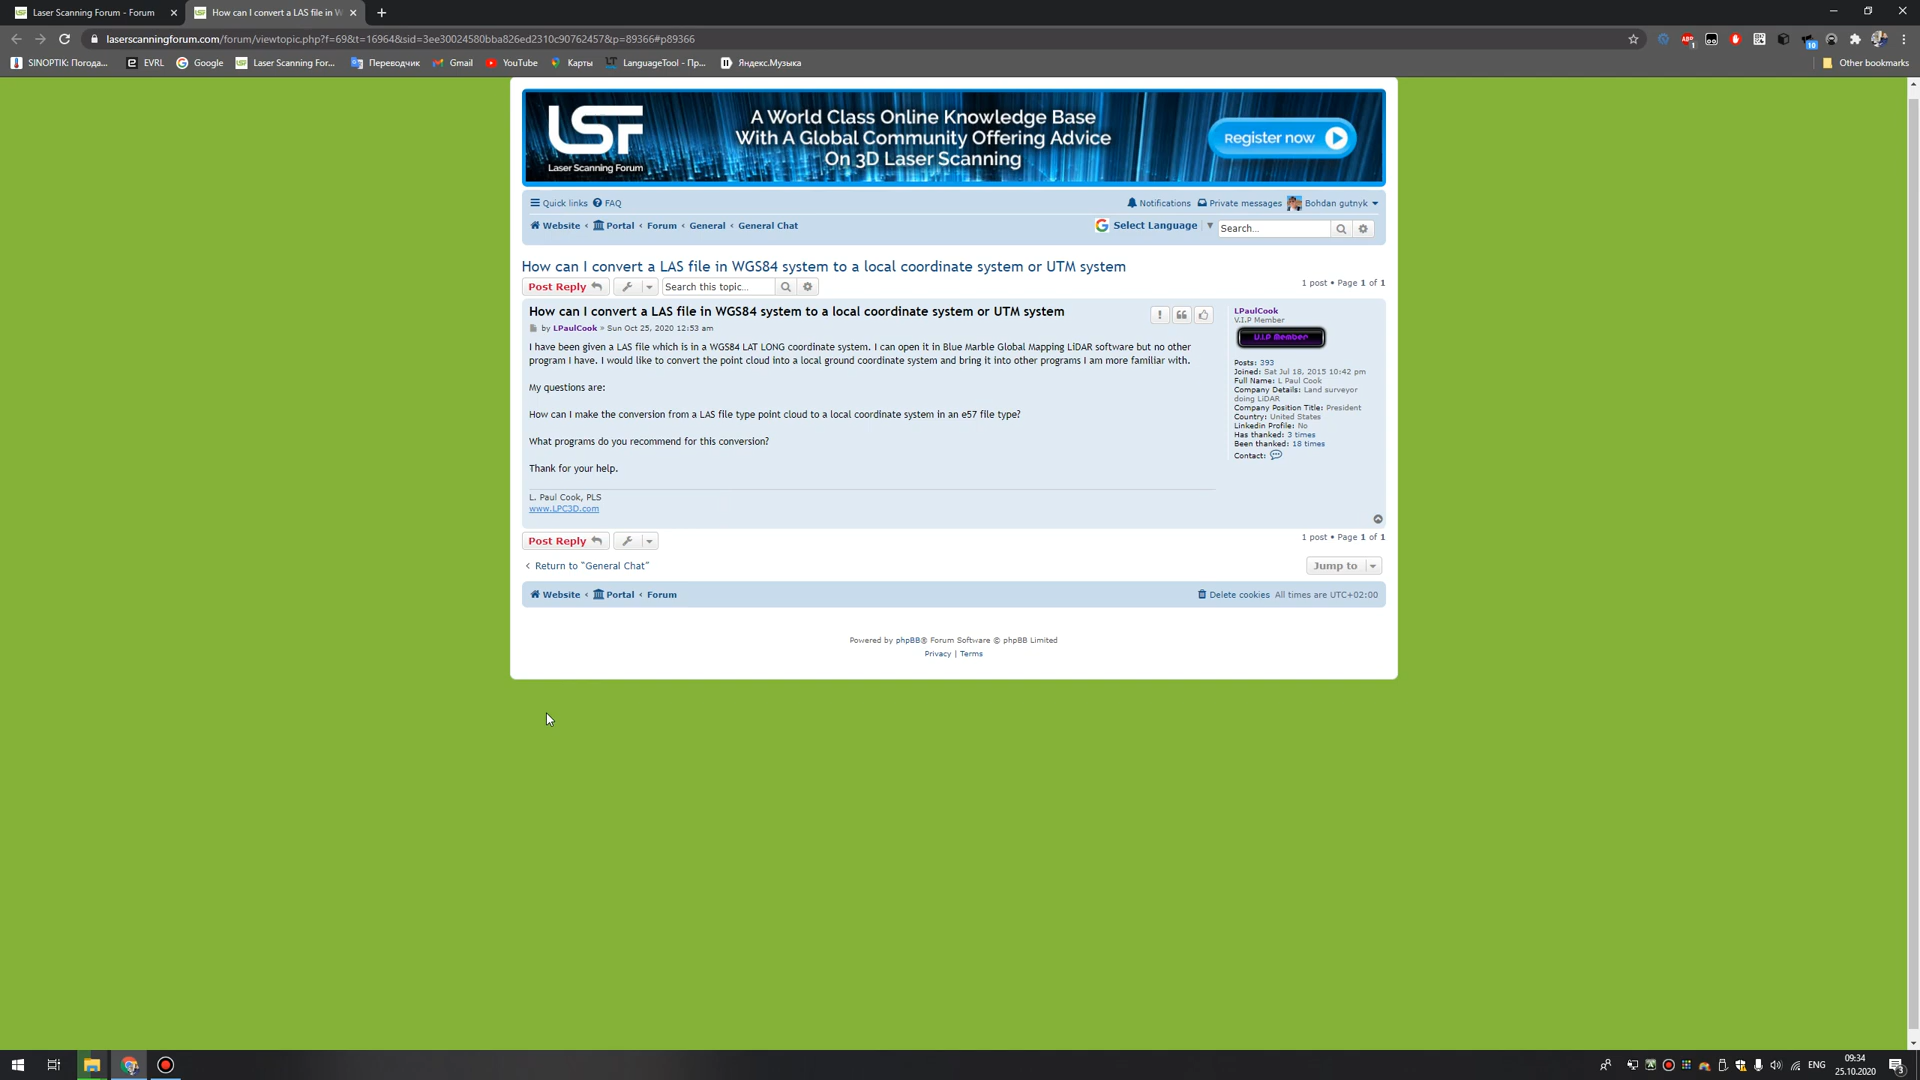 Laser Scanning Forum - Forum
How can I convert a LAS file in W
laserscanningforum.com/forum/viewtopic.php?f=69&t=16964&sid=3ee30024580bba826ed2310c90762457&p=89366#p89366
SINOPTIK: Погода...
EVRL
Google
Laser Scanning For...
Переводчик
Gmail
YouTube
Карты
LanguageTool - Пр...
Яндекс.Музыка
Other bookmarks
LSF
Laser Scanning Forum
A World Class Online Knowledge Base
With A Global Community Offering Advice
On 3D Laser Scanning
Register now
Quick links FAQ
Notifications Private messages Bohdan gutnyk
Website ‹ Portal ‹ Forum ‹ General ‹ General Chat
Select Language ▼ Search...
How can I convert a LAS file in WGS84 system to a local coordinate system or UTM system
Post Reply Search this topic...
1 post • Page 1 of 1
How can I convert a LAS file in WGS84 system to a local coordinate system or UTM system
by LPaulCook » Sun Oct 25, 2020 12:53 am
I have been given a LAS file which is in a WGS84 LAT LONG coordinate system. I can open it in Blue Marble Global Mapping LiDAR software but no other
program I have. I would like to convert the point cloud into a local ground coordinate system and bring it into other programs I am more familiar with.
My questions are:
How can I make the conversion from a LAS file type point cloud to a local coordinate system in an e57 file type?
What programs do you recommend for this conversion?
Thank for your help.
L. Paul Cook, PLS
www.LPC3D.com
LPaulCook
V.I.P Member
V.I.P Member
Posts: 393
Joined: Sat Jul 18, 2015 10:42 pm
Full Name: L Paul Cook
Company Details: Land surveyor
doing LiDAR
Company Position Title: President
Country: United States
Linkedin Profile: No
Has thanked: 3 times
Been thanked: 18 times
Contact:
Post Reply
1 post • Page 1 of 1
‹ Return to “General Chat”
Jump to
Website ‹ Portal ‹ Forum
Delete cookies All times are UTC+02:00
Powered by phpBB® Forum Software © phpBB Limited
Privacy | Terms
ENG
09:34
25.10.2020